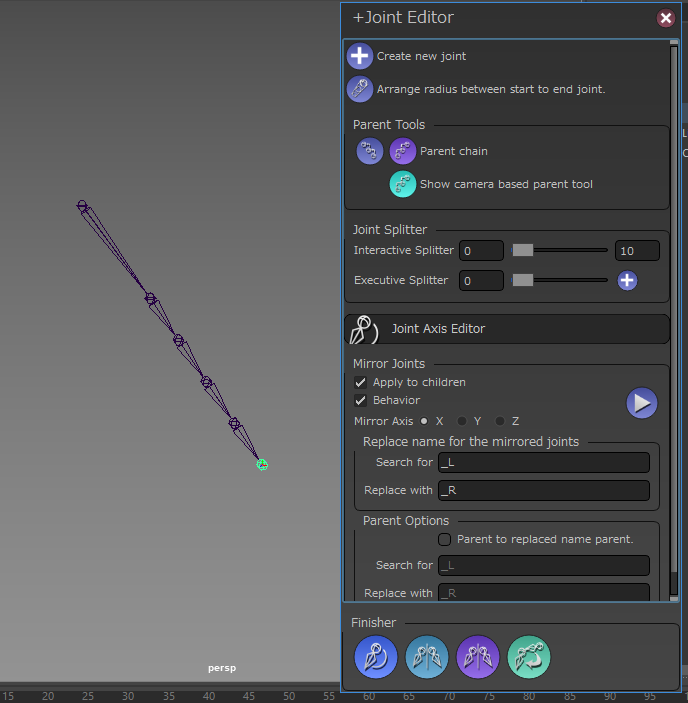 +Joint Editor
Create new joint
Arrange radius between start to end joint.
Parent Tools
Parent chain
Show camera based parent tool
Joint Splitter
Interactive Splitter 0 10
Executive Splitter 0
Joint Axis Editor
Mirror Joints
Apply to children
Behavior
Mirror Axis X Y Z
Replace name for the mirrored joints
Search for _L
Replace with _R
Parent Options
Parent to replaced name parent.
Search for _L
Replace with _R
Finisher
persp
15 20 25 30 35 40 45 50 55 60 65 70 75 80 85 90 95